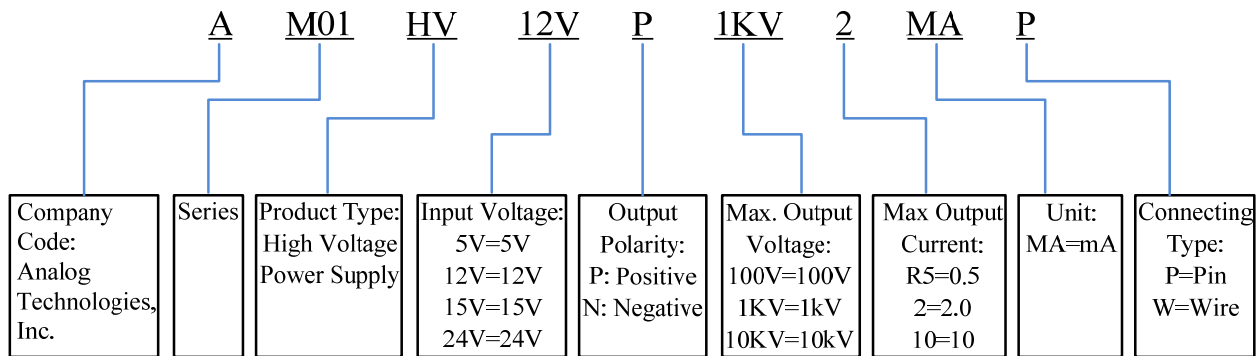 A M01 HV 12V P 1KV 2 MA P
Company
Code:
Analog
Technologies,
Inc.
Series
Product Type:
High Voltage
Power Supply
Input Voltage:
5V=5V
12V=12V
15V=15V
24V=24V
Output
Polarity:
P: Positive
N: Negative
Max. Output
Voltage:
100V=100V
1KV=1kV
10KV=10kV
Max Output
Current:
R5=0.5
2=2.0
10=10
Unit:
MA=mA
Connecting
Type:
P=Pin
W=Wire